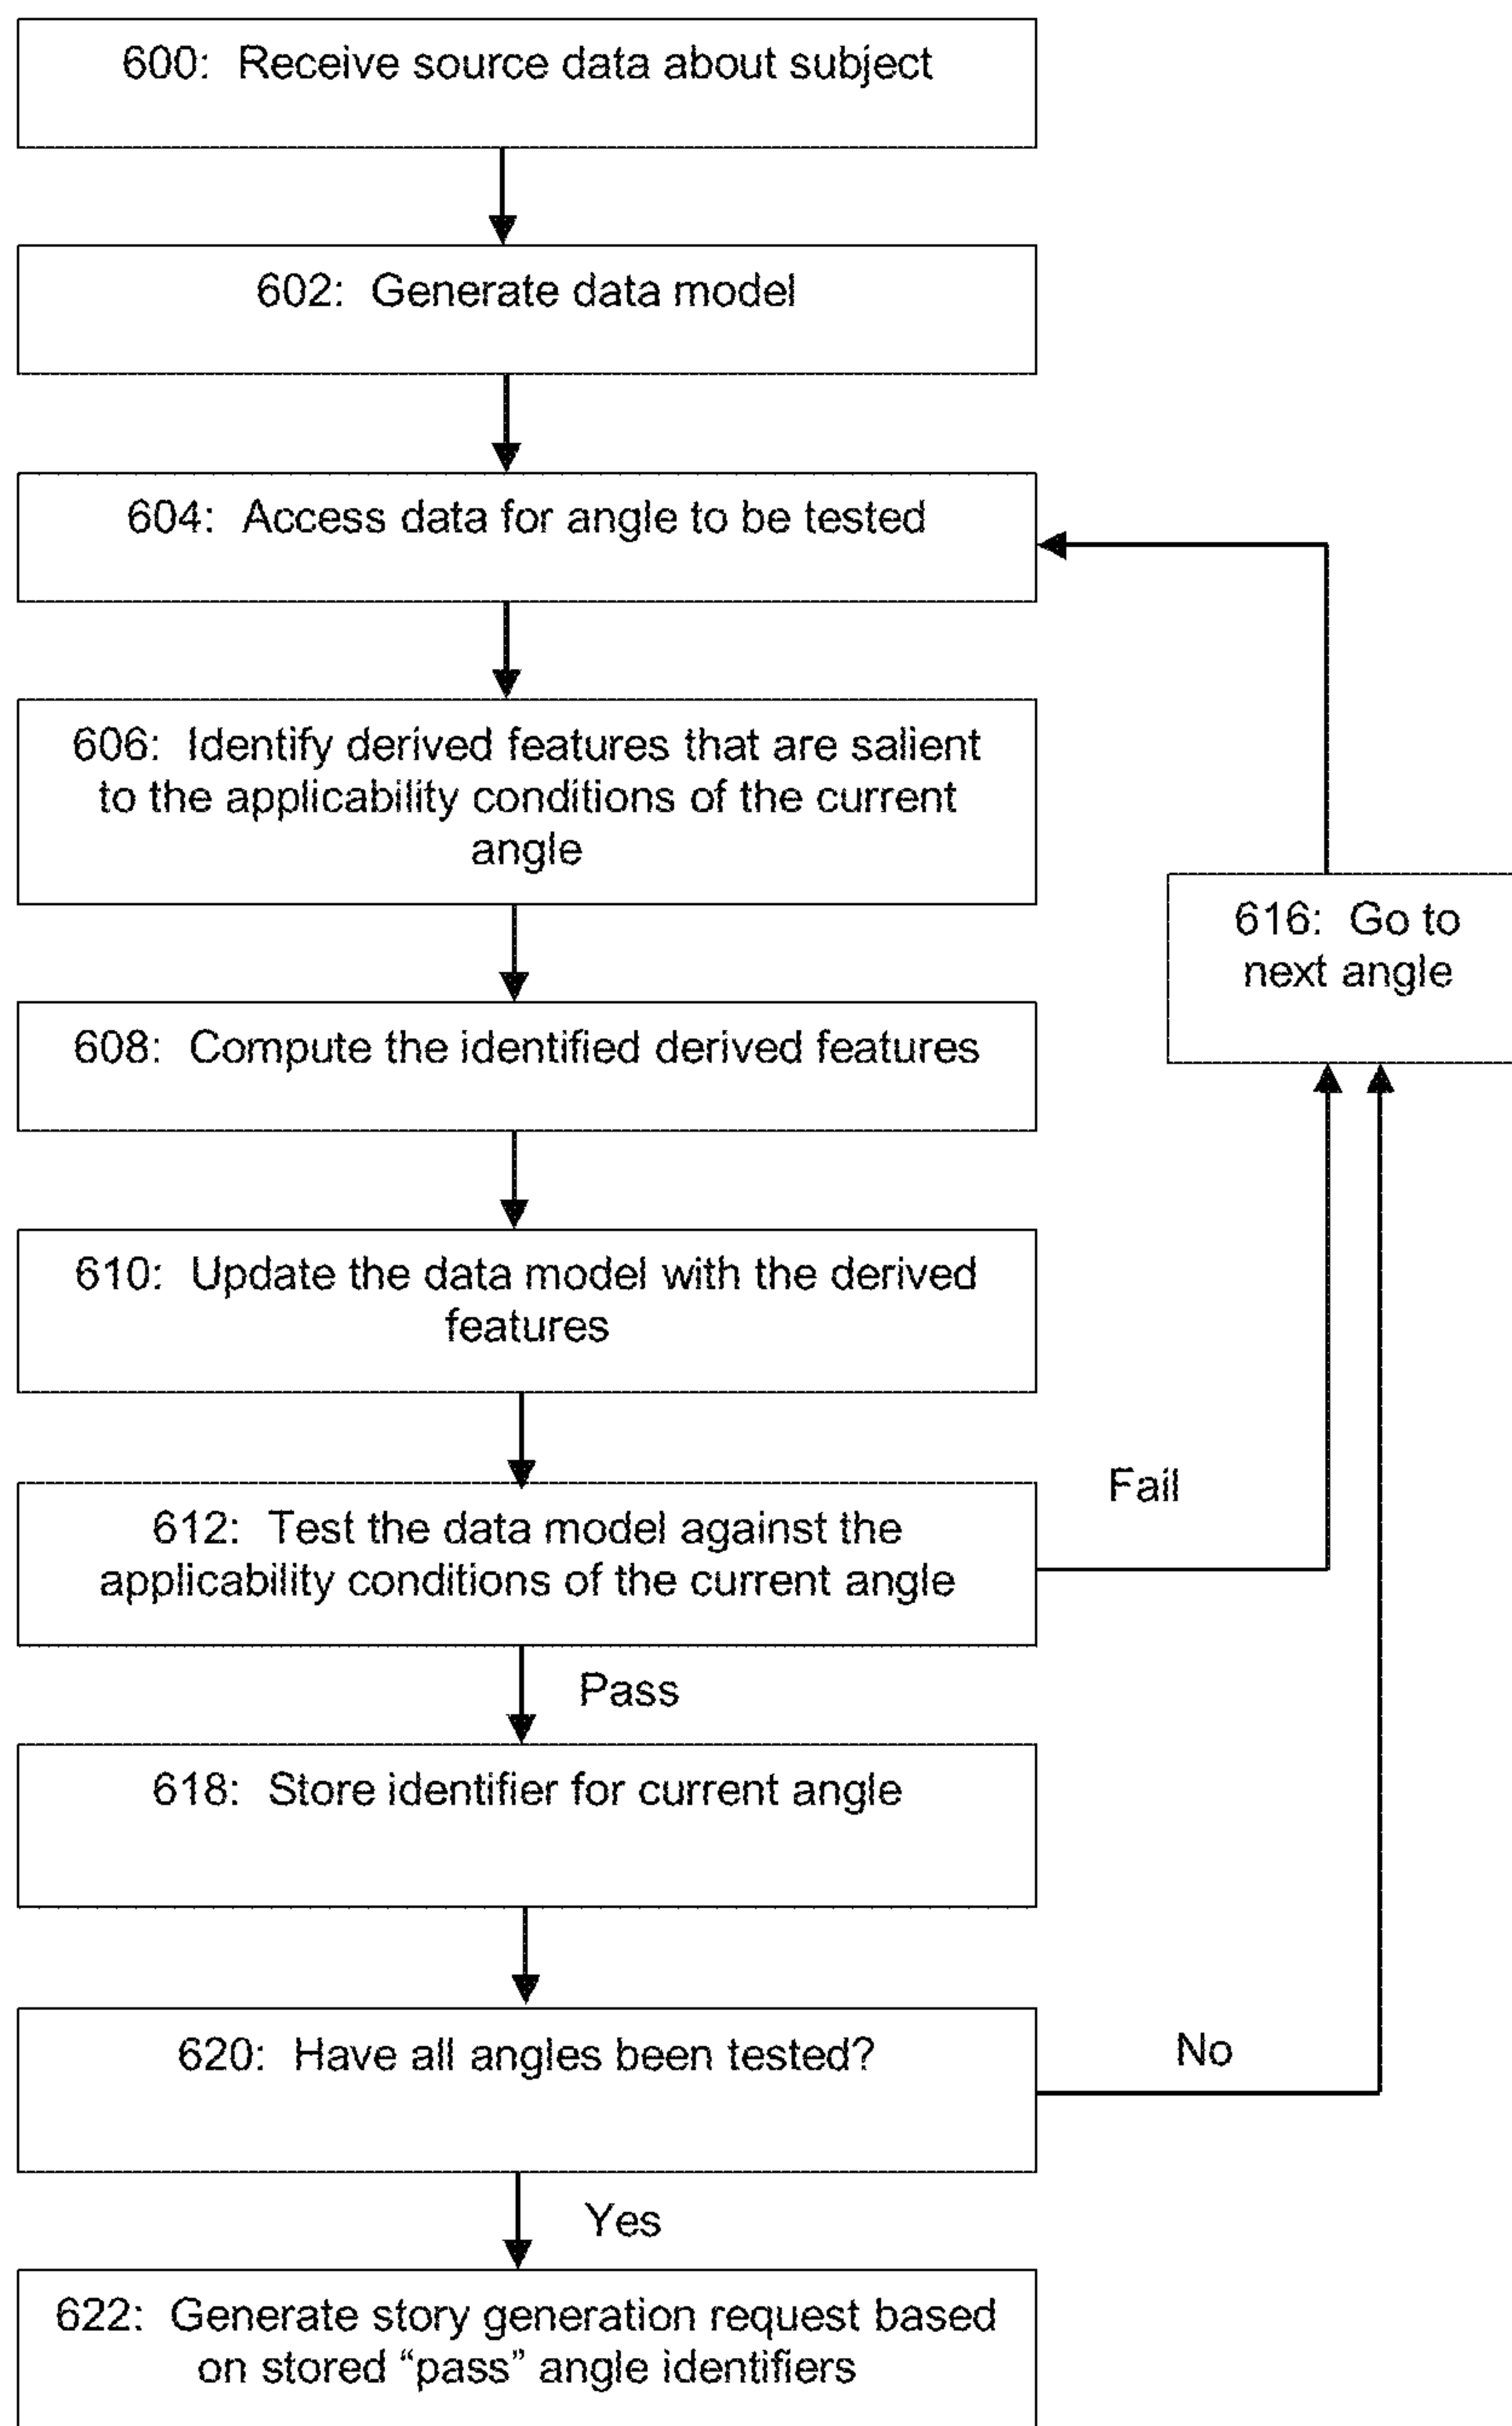 600: Receive source data about subject
602: Generate data model
604: Access data for angle to be tested
606: Identify derived features that are salient
to the applicability conditions of the current
angle
616: Go to
next angle
608: Compute the identified derived features
610: Update the data model with the derived
features
612: Test the data model against the
applicability conditions of the current angle
Fail
Pass
618: Store identifier for current angle
620: Have all angles been tested?
No
Yes
622: Generate story generation request based
on stored “pass” angle identifiers